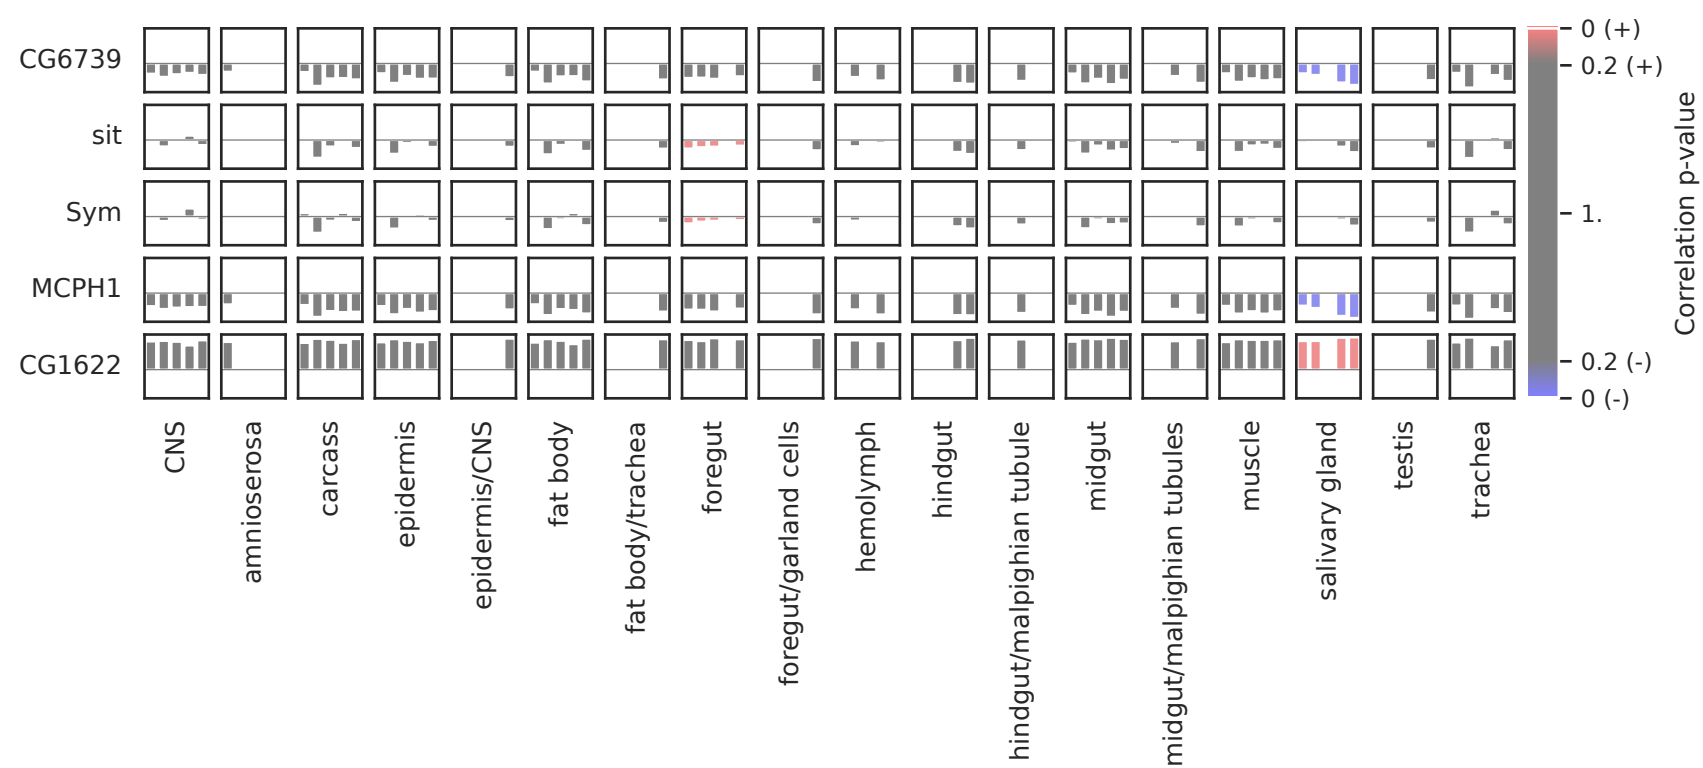 CG6739
sit
Sym
MCPH1
CG1622
0 (+)
0.2 (+)
1.
0.2 (-)
0 (-)
Correlation p-value
CNS
amnioserosa
carcass
epidermis
epidermis/CNS
fat body
fat body/trachea
foregut
foregut/garland cells
hemolymph
hindgut
hindgut/malpighian tubule
midgut
midgut/malpighian tubules
muscle
salivary gland
testis
trachea